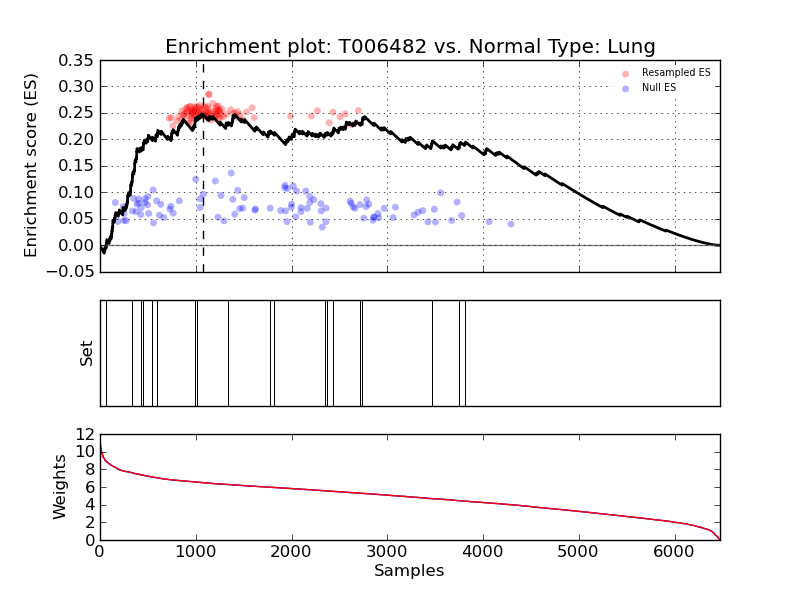 Enrichment plot: T006482 vs. Normal Type: Lung
Enrichment score (ES)
0.35
0.30
0.25
0.20
0.15
0.10
0.05
0.00
−0.05
Resampled ES
Null ES
Set
Weights
12
10
8
6
4
2
0
0 1000 2000 3000 4000 5000 6000
Samples